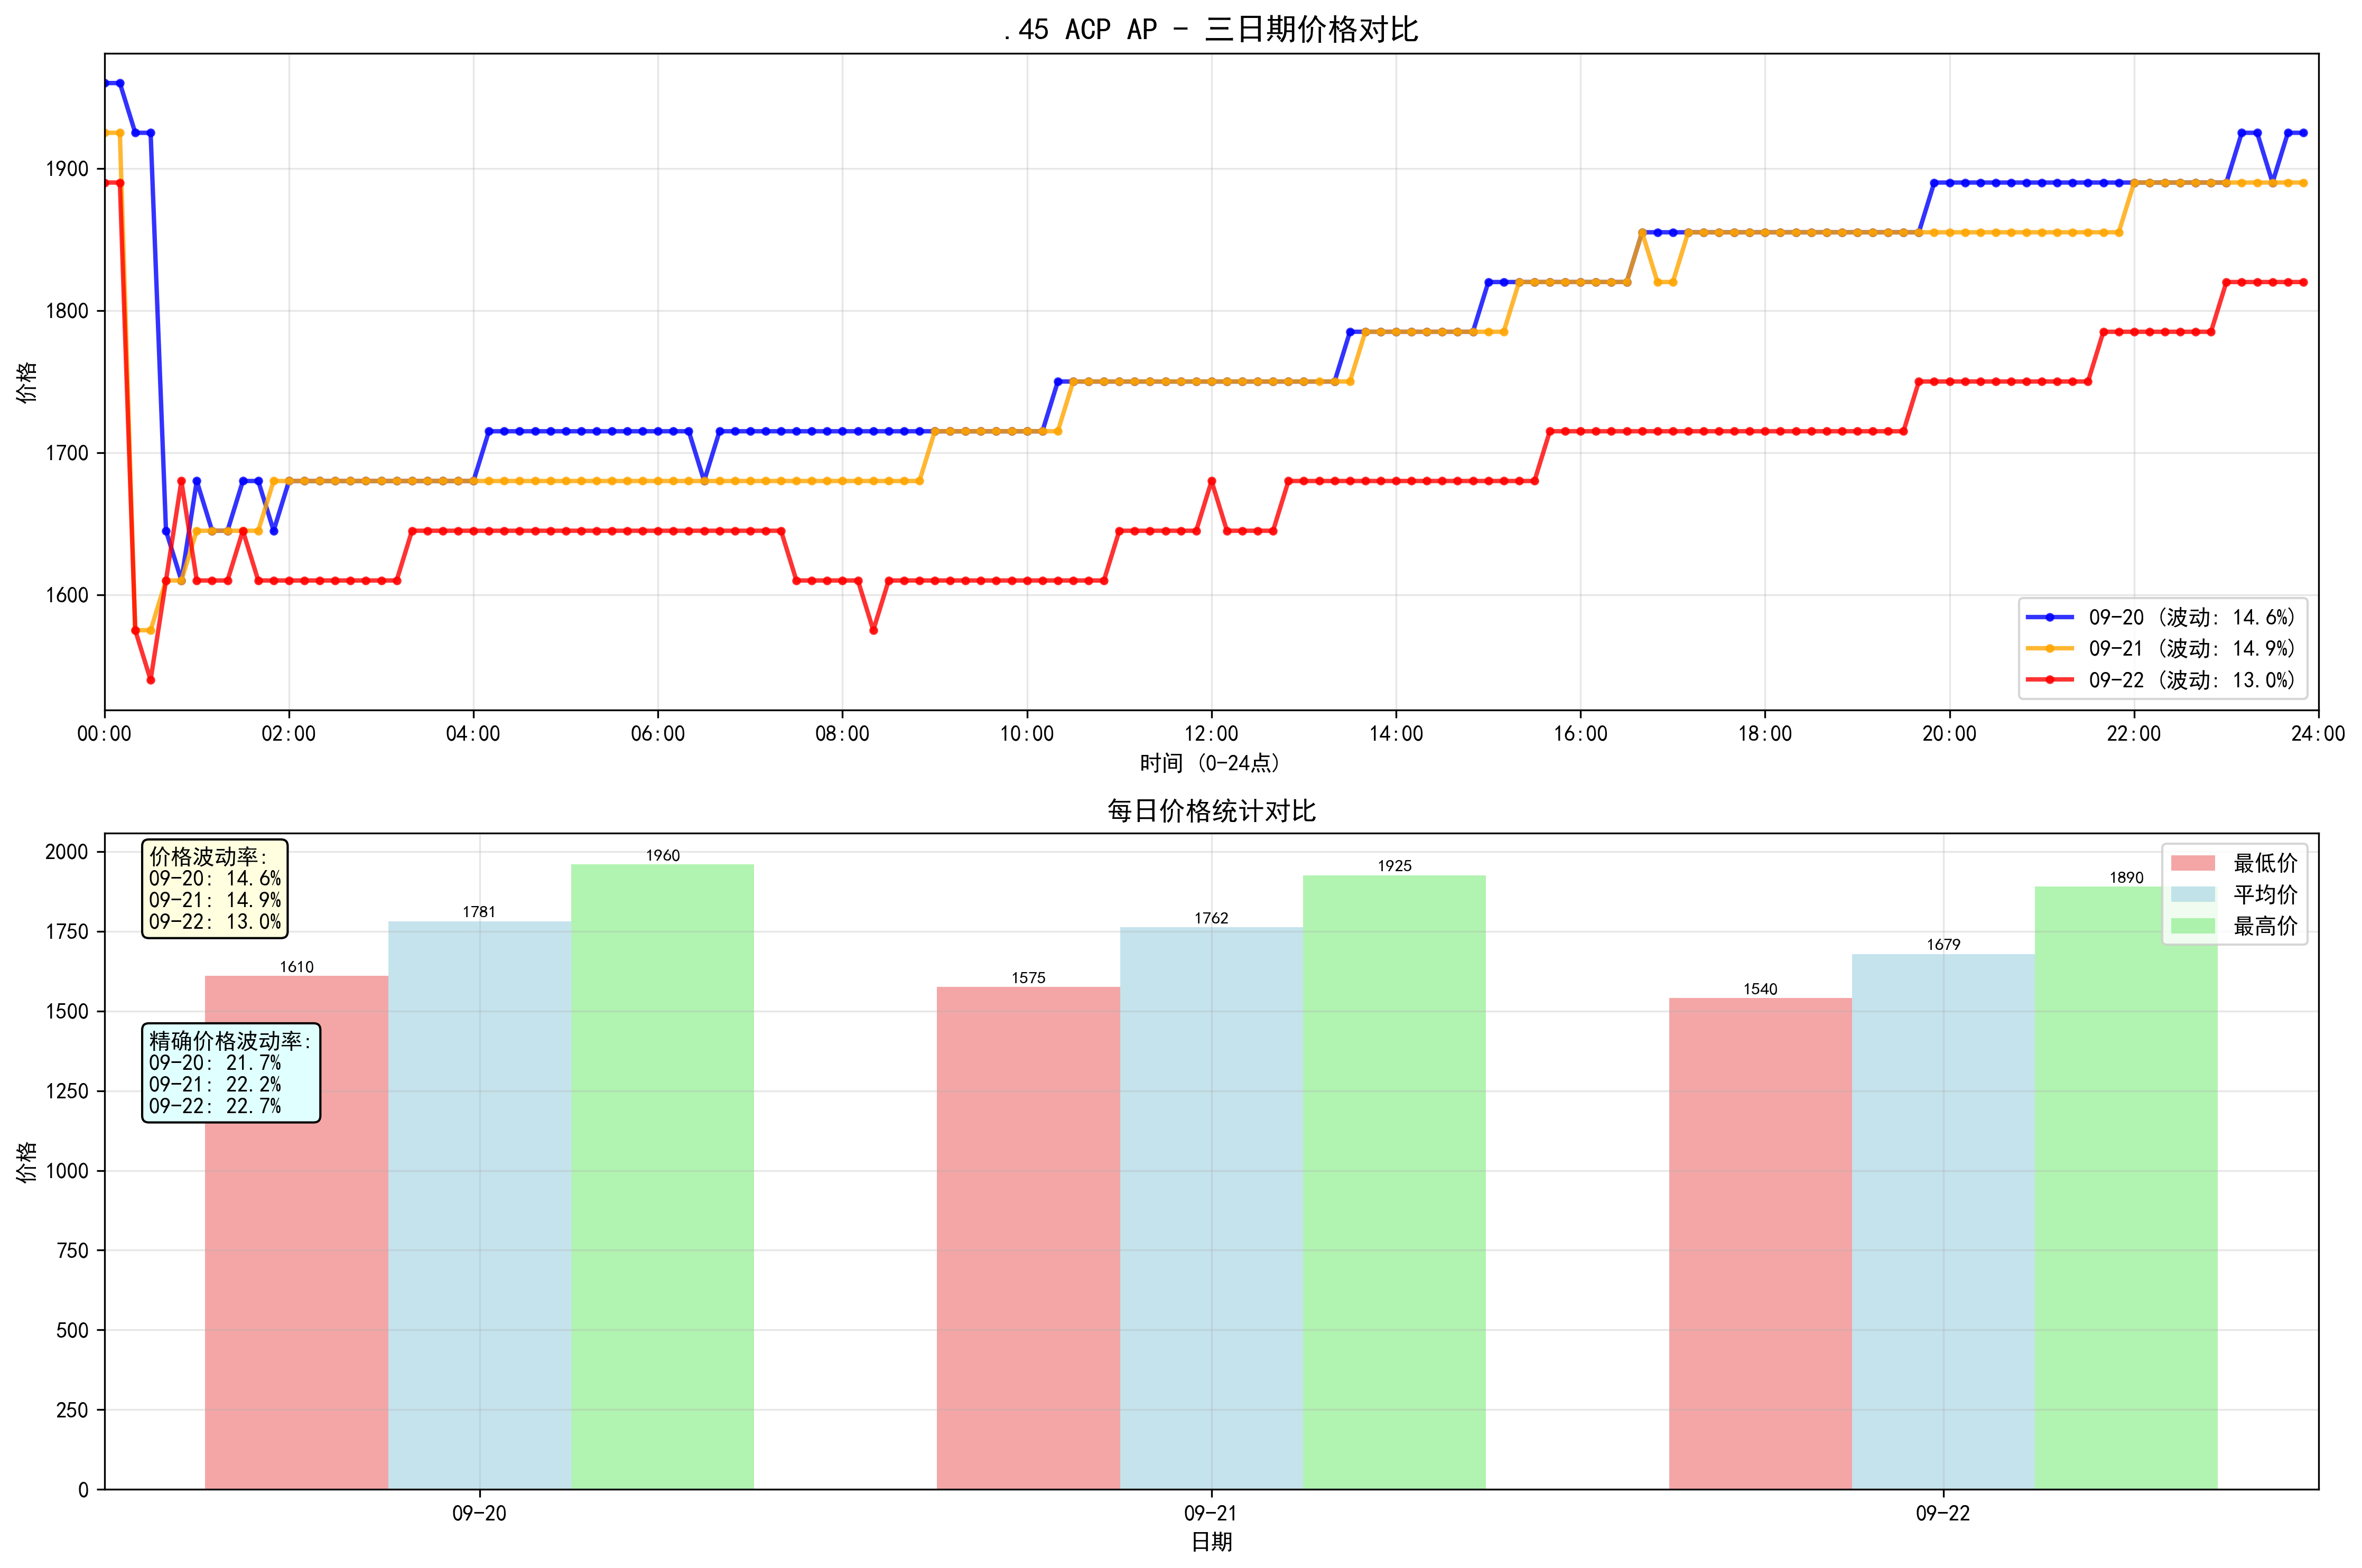 .45 ACP AP - 三日期价格对比
价格
1900
1800
1700
1600
09-20 (波动: 14.6%)
09-21 (波动: 14.9%)
09-22 (波动: 13.0%)
00:00 02:00 04:00 06:00 08:00 10:00 12:00 14:00 16:00 18:00 20:00 22:00 24:00
时间 (0-24点)
每日价格统计对比
价格
2000
1750
1500
1250
1000
750
500
250
0
价格波动率:
09-20: 14.6%
09-21: 14.9%
09-22: 13.0%
精确价格波动率:
09-20: 21.7%
09-21: 22.2%
09-22: 22.7%
1610
1781
1960
1575
1762
1925
1540
1679
1890
最低价
平均价
最高价
09-20 09-21 09-22
日期